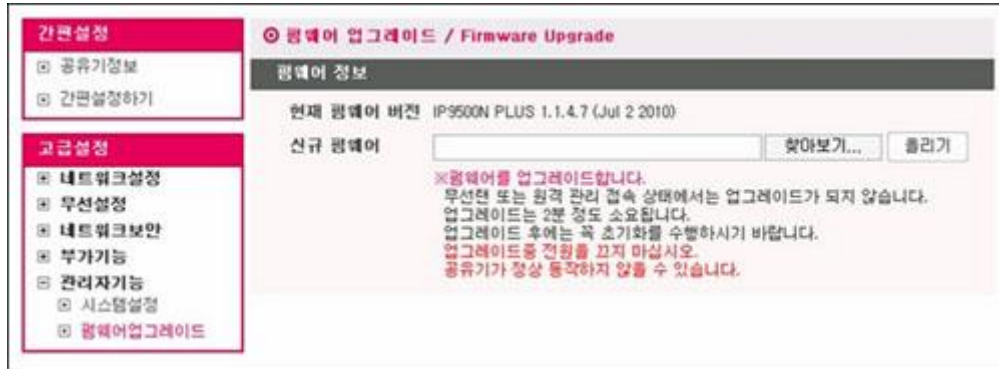 간편설정
공유기정보
간편설정하기
고급설정
네트워크설정
무선설정
네트워크보안
부가기능
관리자기능
시스템설정
펌웨어업그레이드
펌웨어 업그레이드 / Firmware Upgrade
펌웨어 정보
현재 펌웨어 버전 IP9500N PLUS 1.1.4.7 (Jul 2 2010)
신규 펌웨어 찾아보기... 올리기
※펌웨어를 업그레이드합니다.
무선랜 또는 원격 관리 접속 상태에서는 업그레이드가 되지 않습니다.
업그레이드는 2분 정도 소요됩니다.
업그레이드 후에는 꼭 초기화를 수행하시기 바랍니다.
업그레이드중 전원을 끄지 마십시오.
공유기가 정상 동작하지 않을 수 있습니다.